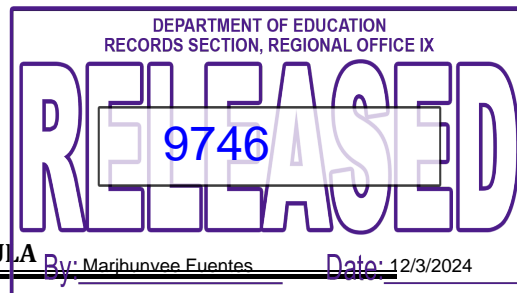 DEPARTMENT OF EDUCATION
RECORDS SECTION, REGIONAL OFFICE IX
RELEASED
9746
By: Marjhunvee Fuentes Date: 12/3/2024